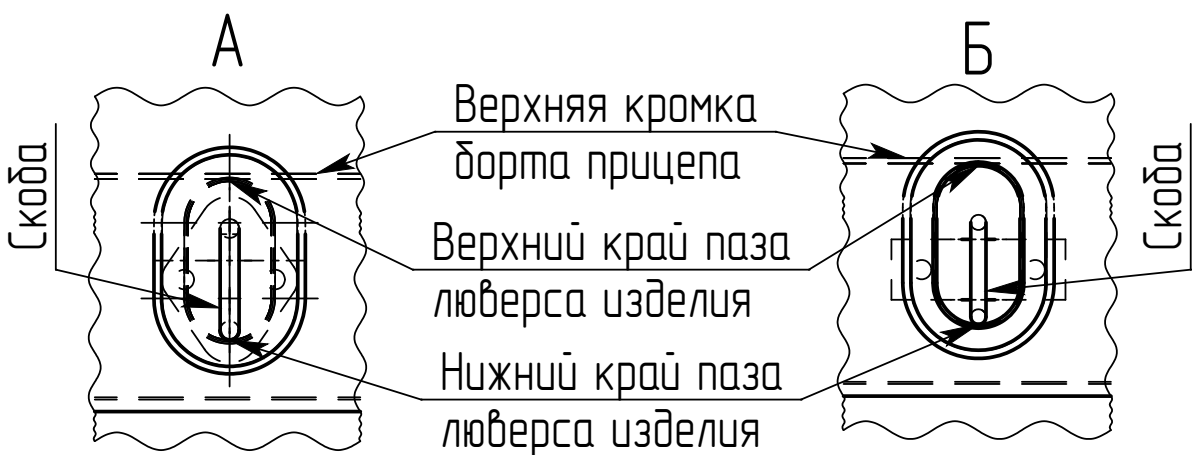 А
Б
Верхняя кромка
борта прицепа
Скоба
Скоба
Верхний край паза
люверса изделия
Нижний край паза
люверса изделия